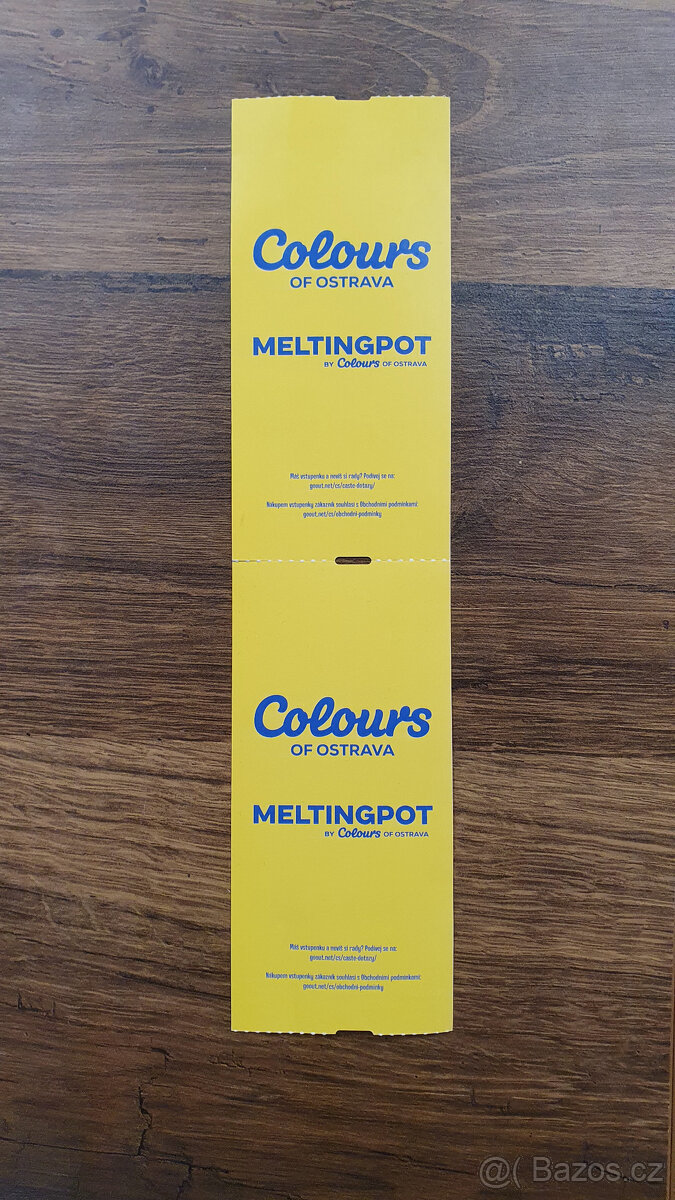 Colours
OF OSTRAVA
MELTINGPOT
BY Colours OF OSTRAVA
Máš vstupenku a nevíš si rady? Podívej se na:
goout.net/cs/caste-dotazy/
Nákupem vstupenky zákazník souhlasí s Obchodními podmínkami:
goout.net/cs/obchodni-podminky
Colours
OF OSTRAVA
MELTINGPOT
BY Colours OF OSTRAVA
Máš vstupenku a nevíš si rady? Podívej se na:
goout.net/cs/caste-dotazy/
Nákupem vstupenky zákazník souhlasí s Obchodními podmínkami:
goout.net/cs/obchodni-podminky
@( Bazos.cz